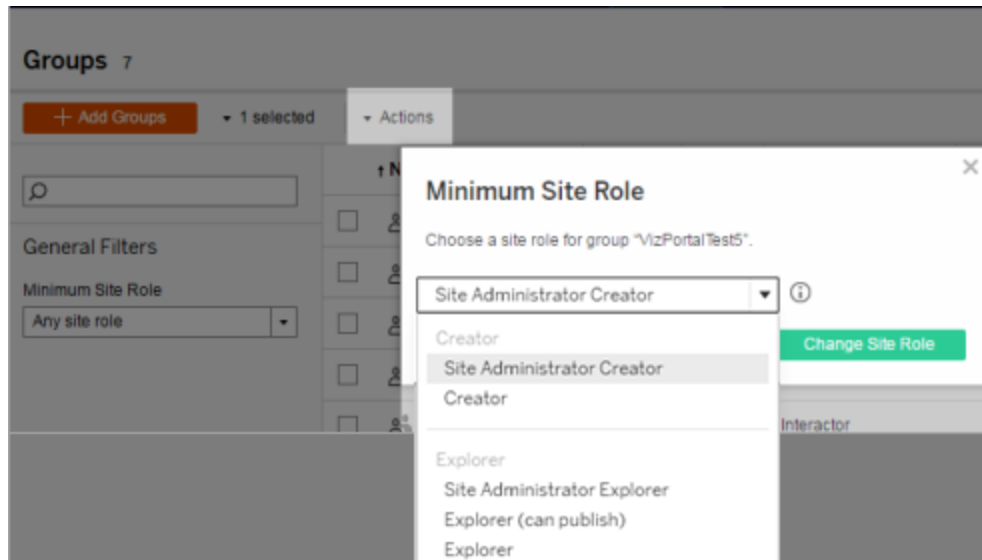 Groups 7
+ Add Groups
1 selected
Actions
N
General Filters
Minimum Site Role
Any site role
Minimum Site Role
Choose a site role for group "VizPortalTest5".
Site Administrator Creator
Change Site Role
Creator
Site Administrator Creator
Creator
Interactor
Explorer
Site Administrator Explorer
Explorer (can publish)
Explorer